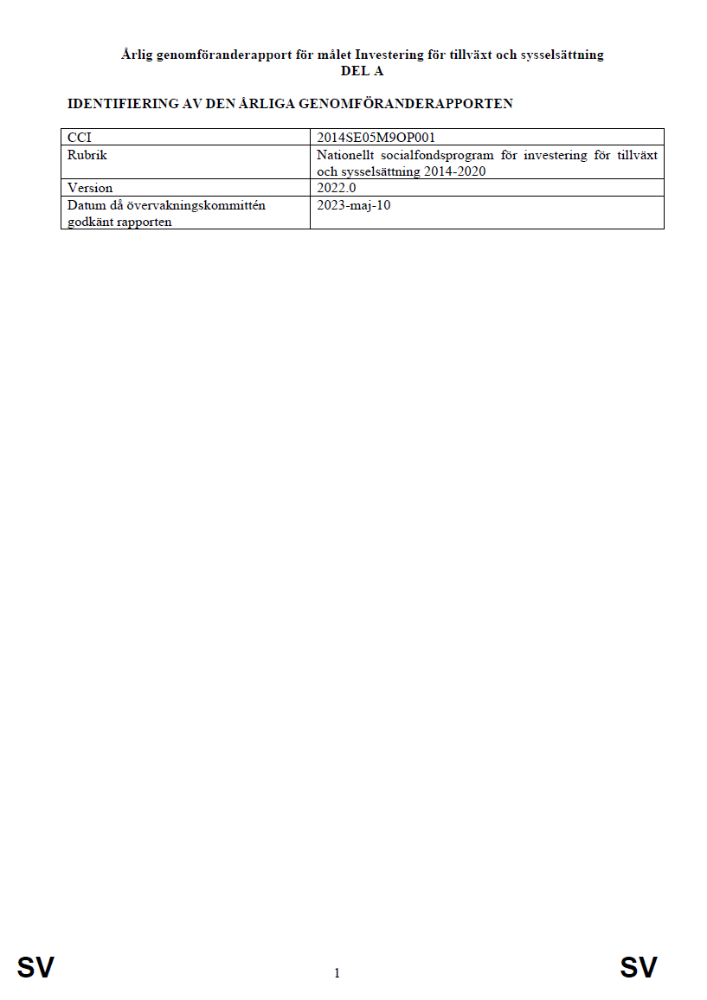 Årlig genomföranderapport för målet Investering för tillväxt och sysselsättning
DEL A
IDENTIFIERING AV DEN ÅRLIGA GENOMFÖRANDERAPPORTEN
CCI 2014SE05M9OP001
Rubrik Nationellt socialfondsprogram för investering för tillväxt
och sysselsättning 2014-2020
Version 2022.0
Datum då övervakningskommittén 2023-maj-10
godkänt rapporten
SV 1 SV